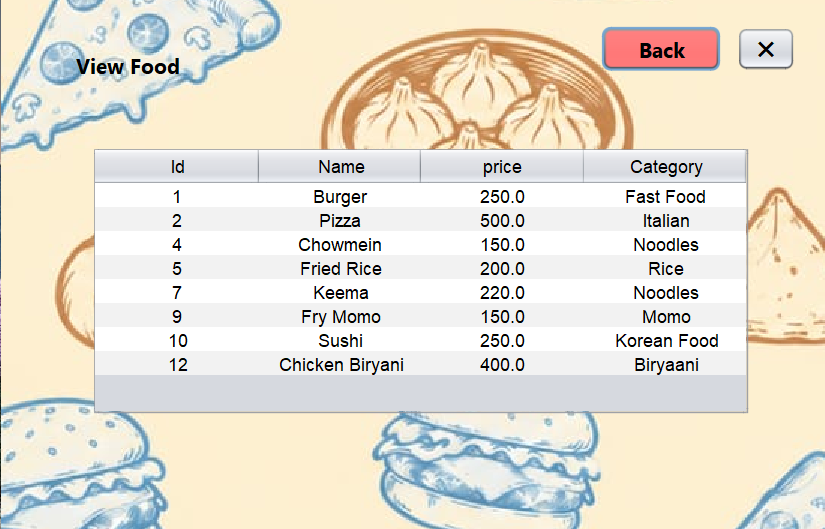 Back ✕
View Food
Id Name price Category
1 Burger 250.0 Fast Food
2 Pizza 500.0 Italian
4 Chowmein 150.0 Noodles
5 Fried Rice 200.0 Rice
7 Keema 220.0 Noodles
9 Fry Momo 150.0 Momo
10 Sushi 250.0 Korean Food
12 Chicken Biryani 400.0 Biryaani